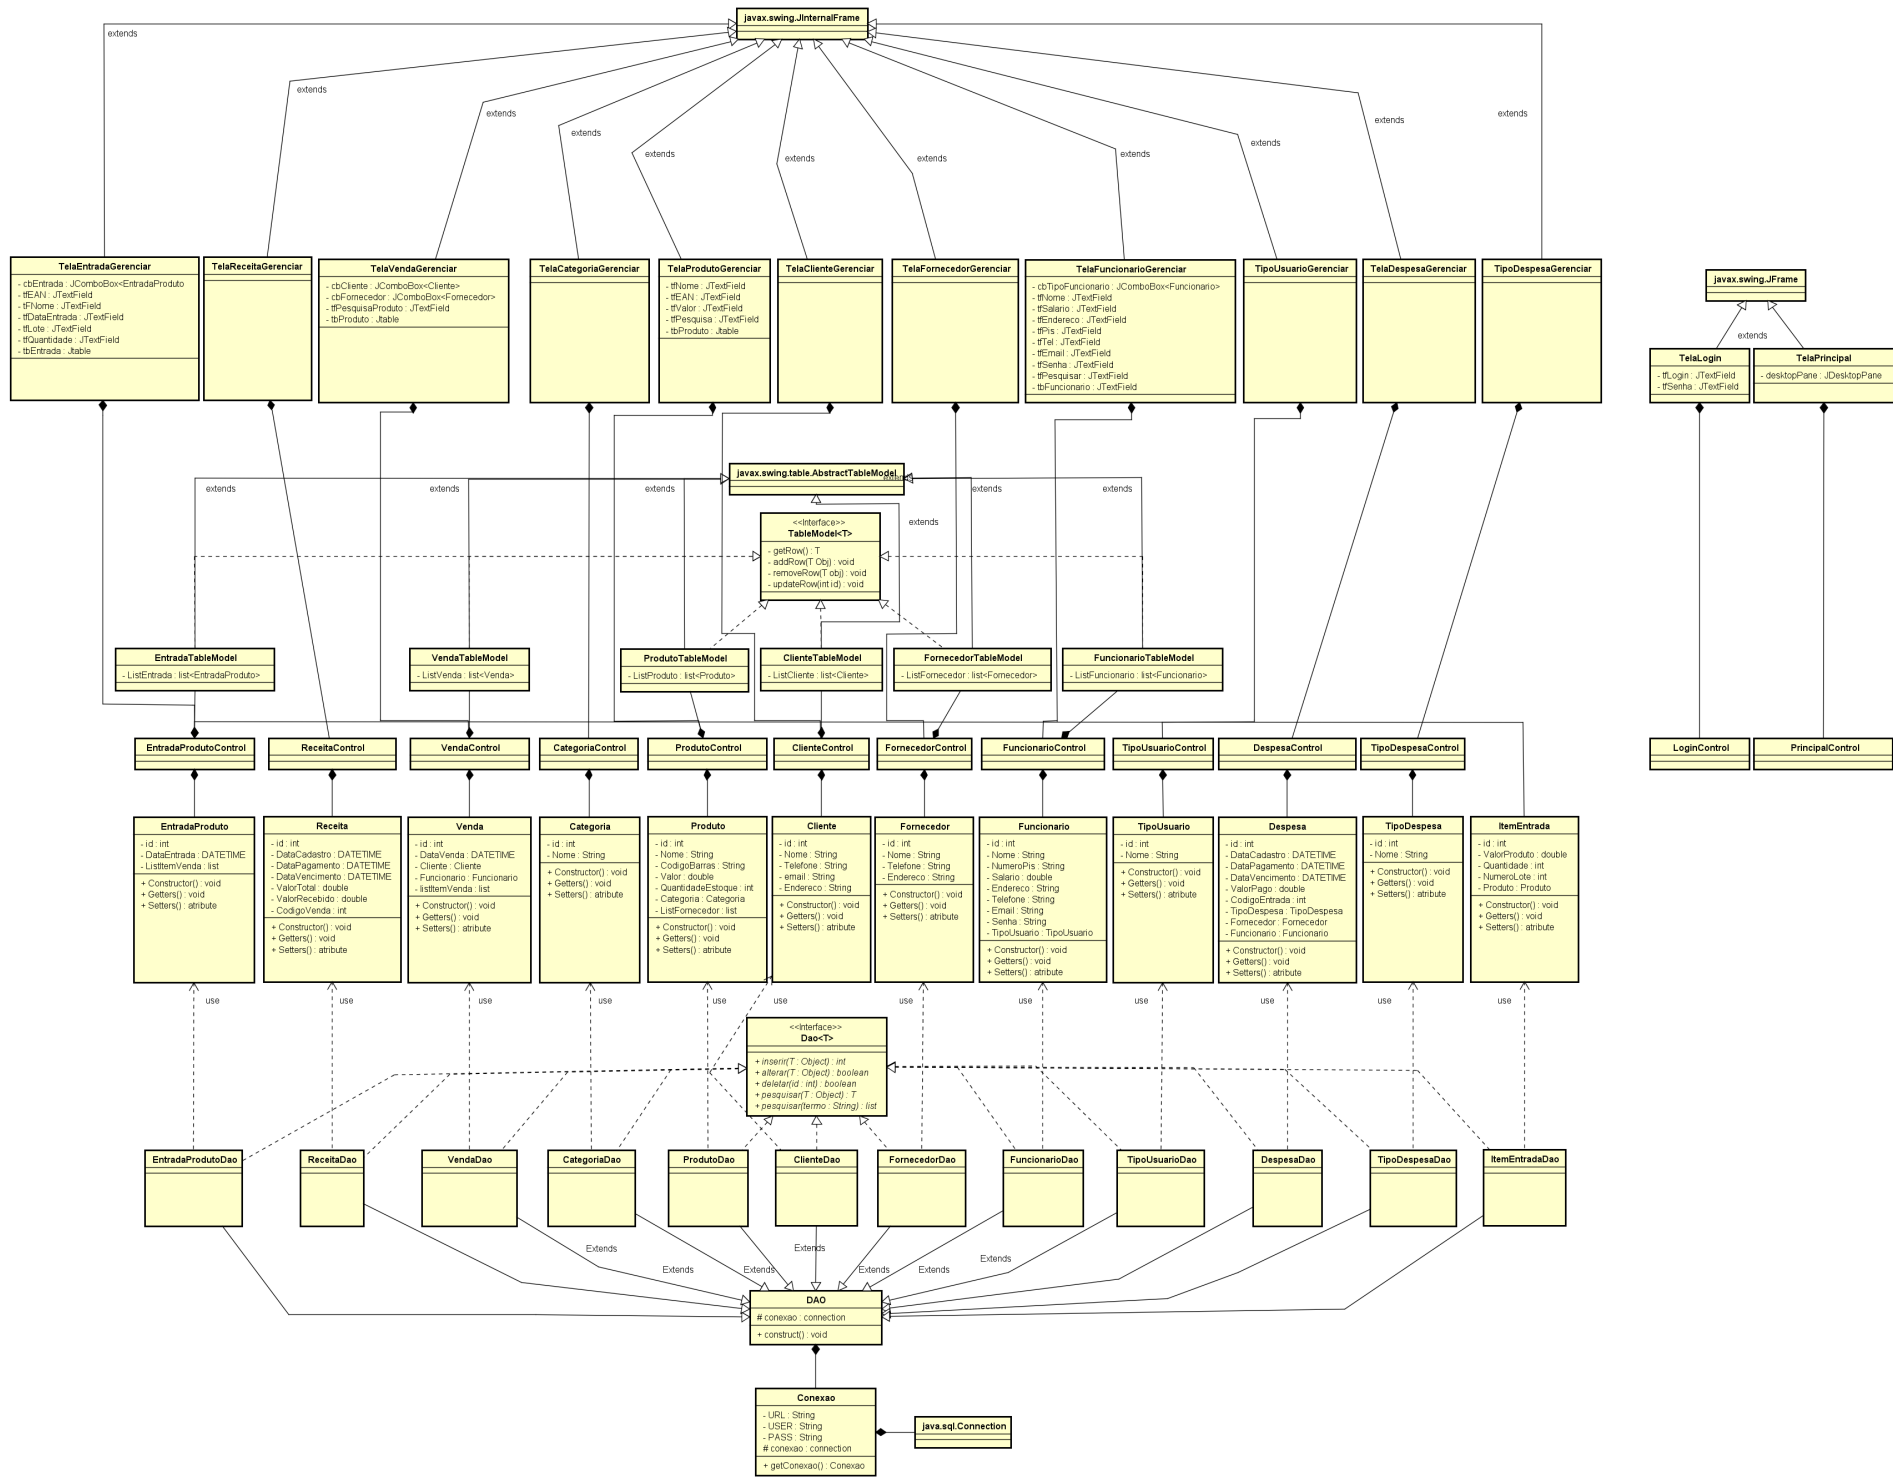 javax.swing.JInternalFrame
extends
extends
extends
extends
extends
extends
extends
extends
extends
extends
extends
TelaEntradaGerenciar
- cbEntrada : JComboBox<EntradaProduto
- tfEAN : JTextField
- tFNome : JTextField
- tfDataEntrada : JTextField
- tfLote : JTextField
- tfQuantidade : JTextField
- tbEntrada : Jtable
TelaReceitaGerenciar
TelaVendaGerenciar
- cbCliente : JComboBox<Cliente>
- cbFornecedor : JComboBox<Fornecedor>
- tfPesquisaProduto : JTextField
- tbProduto : Jtable
TelaCategoriaGerenciar
TelaProdutoGerenciar
- tfNome : JTextField
- tfEAN : JTextField
- tfValor : JTextField
- tfPesquisa : JTextField
- tbProduto : Jtable
TelaClienteGerenciar
TelaFornecedorGerenciar
TelaFuncionarioGerenciar
- cbTipoFuncionario : JComboBox<Funcionario>
- tfNome : JTextField
- tfSalario : JTextField
- tfEndereco : JTextField
- tfPis : JTextField
- tfTel : JTextField
- tfEmail : JTextField
- tfSenha : JTextField
- tfPesquisar : JTextField
- tbFuncionario : JTextField
TipoUsuarioGerenciar
TelaDespesaGerenciar
TipoDespesaGerenciar
javax.swing.JFrame
extends
TelaLogin
- tfLogin : JTextField
- tfSenha : JTextField
TelaPrincipal
- desktopPane : JDesktopPane
javax.swing.table.AbstractTableModel
extends
extends
extends
extends
extends
extends
extends
<<Interface>>
TableModel<T>
- getRow() : T
- addRow(T Obj) : void
- removeRow(T obj) : void
- updateRow(int id) : void
EntradaTableModel
- ListEntrada : list<EntradaProduto>
VendaTableModel
- ListVenda : list<Venda>
ProdutoTableModel
- ListProduto : list<Produto>
ClienteTableModel
- ListCliente : list<Cliente>
FornecedorTableModel
- ListFornecedor : list<Fornecedor>
FuncionarioTableModel
- ListFuncionario : list<Funcionario>
EntradaProdutoControl
ReceitaControl
VendaControl
CategoriaControl
ProdutoControl
ClienteControl
FornecedorControl
FuncionarioControl
TipoUsuarioControl
DespesaControl
TipoDespesaControl
LoginControl
PrincipalControl
EntradaProduto
- id : int
- DataEntrada : DATETIME
- ListItemVenda : list
+ Constructor() : void
+ Getters() : void
+ Setters() : atribute
Receita
- id : int
- DataCadastro : DATETIME
- DataPagamento : DATETIME
- DataVencimento : DATETIME
- ValorTotal : double
- ValorRecebido : double
- CodigoVenda : int
+ Constructor() : void
+ Getters() : void
+ Setters() : atribute
Venda
- id : int
- DataVenda : DATETIME
- Cliente : Cliente
- Funcionario : Funcionario
- listItemVenda : list
+ Constructor() : void
+ Getters() : void
+ Setters() : atribute
Categoria
- id : int
- Nome : String
+ Constructor() : void
+ Getters() : void
+ Setters() : atribute
Produto
- id : int
- Nome : String
- CodigoBarras : String
- Valor : double
- QuantidadeEstoque : int
- Categoria : Categoria
- ListFornecedor : list
+ Constructor() : void
+ Getters() : void
+ Setters() : atribute
Cliente
- id : int
- Nome : String
- Telefone : String
- email : String
- Endereco : String
+ Constructor() : void
+ Getters() : void
+ Setters() : atribute
Fornecedor
- id : int
- Nome : String
- Telefone : String
- Endereco : String
+ Constructor() : void
+ Getters() : void
+ Setters() : atribute
Funcionario
- id : int
- Nome : String
- NumeroPis : String
- Salario : double
- Endereco : String
- Telefone : String
- Email : String
- Senha : String
- TipoUsuario : TipoUsuario
+ Constructor() : void
+ Getters() : void
+ Setters() : atribute
TipoUsuario
- id : int
- Nome : String
+ Constructor() : void
+ Getters() : void
+ Setters() : atribute
Despesa
- id : int
- DataCadastro : DATETIME
- DataPagamento : DATETIME
- DataVencimento : DATETIME
- ValorPago : double
- CodigoEntrada : int
- TipoDespesa : TipoDespesa
- Fornecedor : Fornecedor
- Funcionario : Funcionario
+ Constructor() : void
+ Getters() : void
+ Setters() : atribute
TipoDespesa
- id : int
- Nome : String
+ Constructor() : void
+ Getters() : void
+ Setters() : atribute
ItemEntrada
- id : int
- ValorProduto : double
- Quantidade : int
- NumeroLote : int
- Produto : Produto
+ Constructor() : void
+ Getters() : void
+ Setters() : atribute
use
use
use
use
use
use
use
use
use
use
use
use
<<Interface>>
Dao<T>
+ inserir(T : Object) : int
+ alterar(T : Object) : boolean
+ deletar(id : int) : boolean
+ pesquisar(T : Object) : T
+ pesquisar(termo : String) : list
EntradaProdutoDao
ReceitaDao
VendaDao
CategoriaDao
ProdutoDao
ClienteDao
FornecedorDao
FuncionarioDao
TipoUsuarioDao
DespesaDao
TipoDespesaDao
ItemEntradaDao
Extends
Extends
Extends
Extends
Extends
Extends
Extends
DAO
# conexao : connection
+ construct() : void
Conexao
- URL : String
- USER : String
- PASS : String
# conexao : connection
+ getConexao() : Conexao
java.sql.Connection